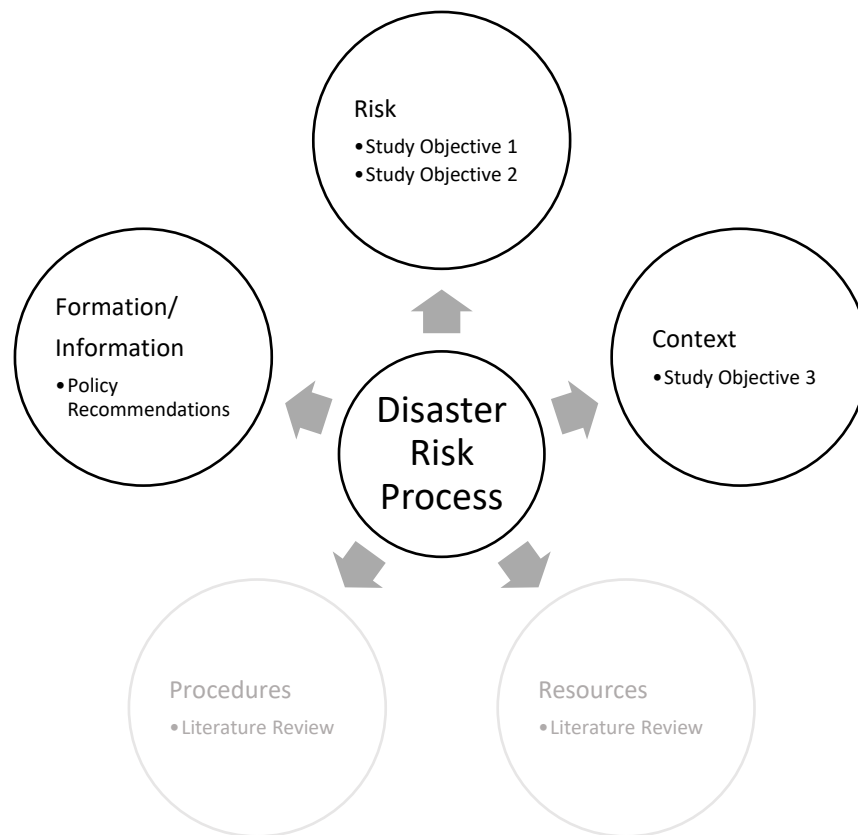 Risk
•Study Objective 1
•Study Objective 2
Formation/
Information
•Policy
Recommendations
Context
•Study Objective 3
Disaster
Risk
Process
Procedures
•Literature Review
Resources
•Literature Review